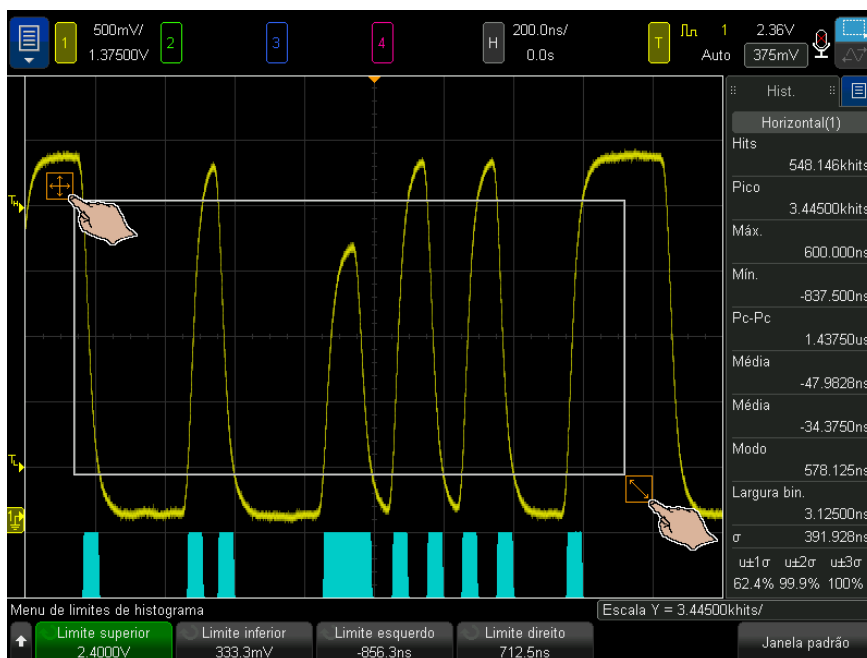 500mV/
1 1.37500V 2 3 4
H 200.0ns/
0.0s
T 1 2.36V
Auto 375mV
Hist.
Horizontal(1)
Hits
548.146khits
Pico
3.44500khits
Máx.
600.000ns
Mín.
-837.500ns
Pc-Pc
1.43750us
Média
-47.9828ns
Média
-34.3750ns
Modo
578.125ns
Largura bin.
3.12500ns
σ 391.928ns
u±1σ u±2σ u±3σ
62.4% 99.9% 100%
TH
TL
1
Menu de limites de histograma
Escala Y = 3.44500khits/
Limite superior
2.4000V
Limite inferior
333.3mV
Limite esquerdo
-856.3ns
Limite direito
712.5ns
Janela padrão